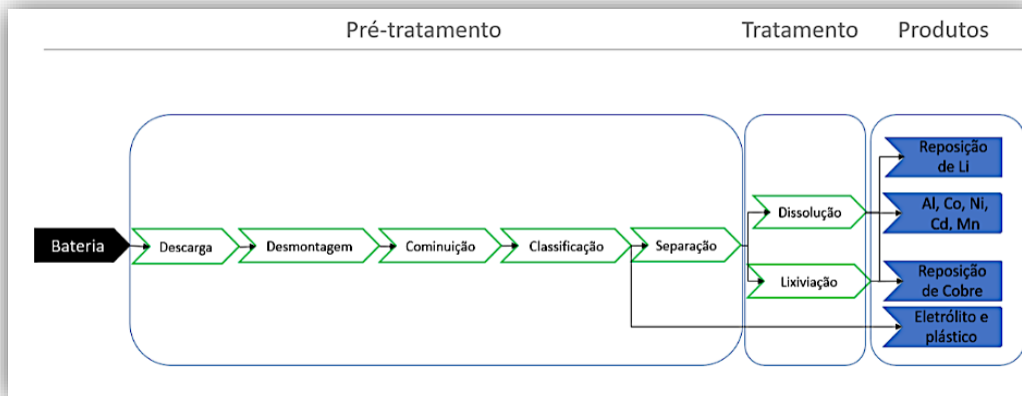 Pré-tratamento
Tratamento
Produtos
Bateria
Descarga
Desmontagem
Cominuição
Classificação
Separação
Dissolução
Lixiviação
Reposição
de Li
Al, Co, Ni,
Cd, Mn
Reposição
de Cobre
Eletrólito e
plástico